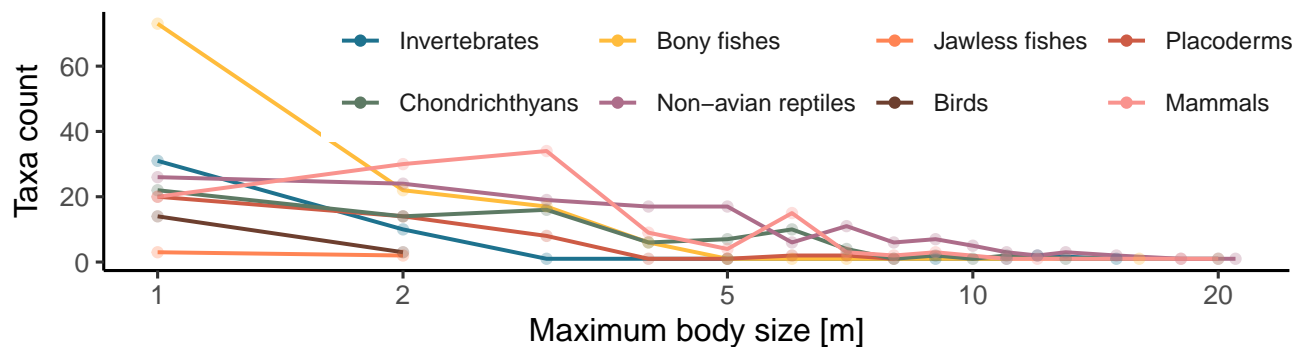 Invertebrates Bony fishes Jawless fishes Placoderms
Chondrichthyans Non−avian reptiles Birds Mammals
Taxa count
60
40
20
0
1 2 5 10 20
Maximum body size [m]